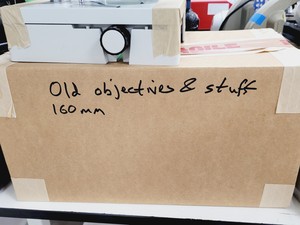 Old objectives & stuff
160mm